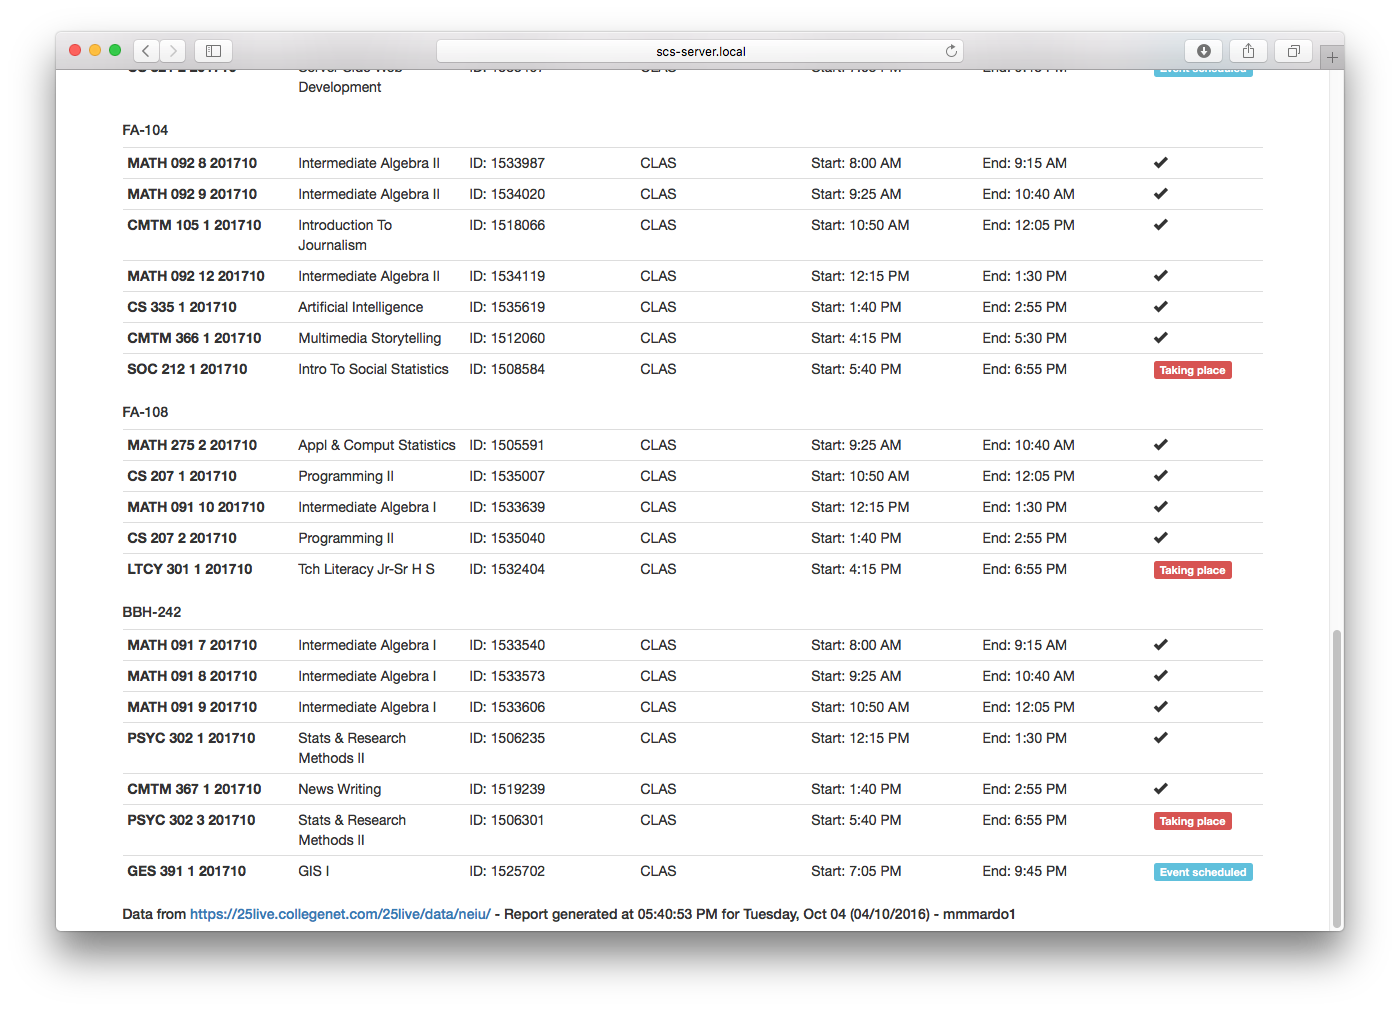 scs-server.local
Development
FA-104
MATH 092 8 201710 Intermediate Algebra II ID: 1533987 CLAS Start: 8:00 AM End: 9:15 AM
MATH 092 9 201710 Intermediate Algebra II ID: 1534020 CLAS Start: 9:25 AM End: 10:40 AM
CMTM 105 1 201710 Introduction To ID: 1518066 CLAS Start: 10:50 AM End: 12:05 PM
Journalism
MATH 092 12 201710 Intermediate Algebra II ID: 1534119 CLAS Start: 12:15 PM End: 1:30 PM
CS 335 1 201710 Artificial Intelligence ID: 1535619 CLAS Start: 1:40 PM End: 2:55 PM
CMTM 366 1 201710 Multimedia Storytelling ID: 1512060 CLAS Start: 4:15 PM End: 5:30 PM
SOC 212 1 201710 Intro To Social Statistics ID: 1508584 CLAS Start: 5:40 PM End: 6:55 PM Taking place
FA-108
MATH 275 2 201710 Appl & Comput Statistics ID: 1505591 CLAS Start: 9:25 AM End: 10:40 AM
CS 207 1 201710 Programming II ID: 1535007 CLAS Start: 10:50 AM End: 12:05 PM
MATH 091 10 201710 Intermediate Algebra I ID: 1533639 CLAS Start: 12:15 PM End: 1:30 PM
CS 207 2 201710 Programming II ID: 1535040 CLAS Start: 1:40 PM End: 2:55 PM
LTCY 301 1 201710 Tch Literacy Jr-Sr H S ID: 1532404 CLAS Start: 4:15 PM End: 6:55 PM Taking place
BBH-242
MATH 091 7 201710 Intermediate Algebra I ID: 1533540 CLAS Start: 8:00 AM End: 9:15 AM
MATH 091 8 201710 Intermediate Algebra I ID: 1533573 CLAS Start: 9:25 AM End: 10:40 AM
MATH 091 9 201710 Intermediate Algebra I ID: 1533606 CLAS Start: 10:50 AM End: 12:05 PM
PSYC 302 1 201710 Stats & Research ID: 1506235 CLAS Start: 12:15 PM End: 1:30 PM
Methods II
CMTM 367 1 201710 News Writing ID: 1519239 CLAS Start: 1:40 PM End: 2:55 PM
PSYC 302 3 201710 Stats & Research ID: 1506301 CLAS Start: 5:40 PM End: 6:55 PM Taking place
Methods II
GES 391 1 201710 GIS I ID: 1525702 CLAS Start: 7:05 PM End: 9:45 PM Event scheduled
Data from https://25live.collegenet.com/25live/data/neiu/ - Report generated at 05:40:53 PM for Tuesday, Oct 04 (04/10/2016) - mmmardo1